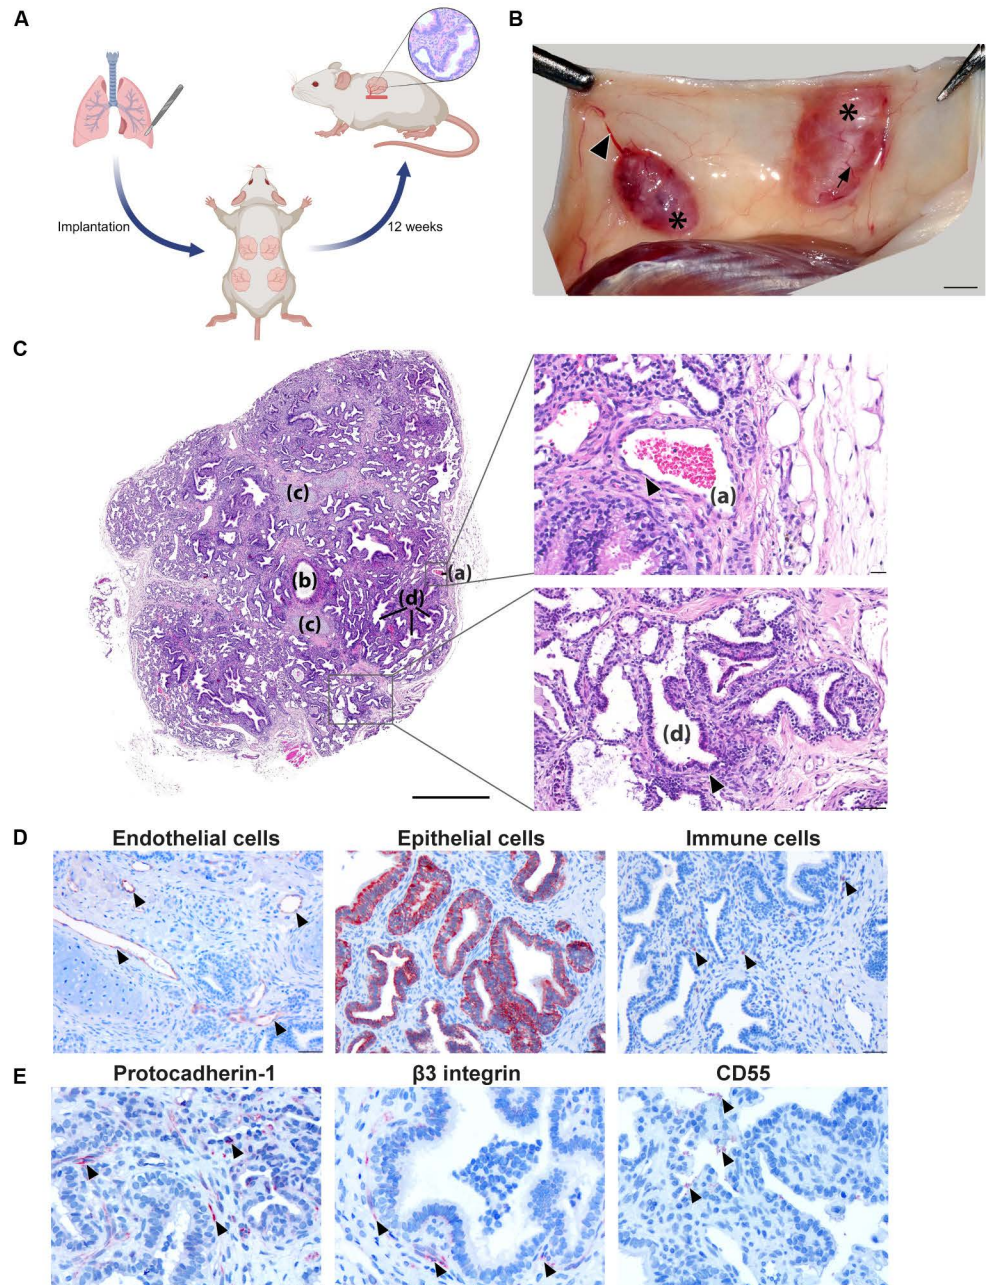 A
B
Implantation
12 weeks
*
*
C
(c)
(b)
(a)
(d)
(c)
(a)
(d)
D
Endothelial cells
Epithelial cells
Immune cells
E
Protocadherin-1
β3 integrin
CD55